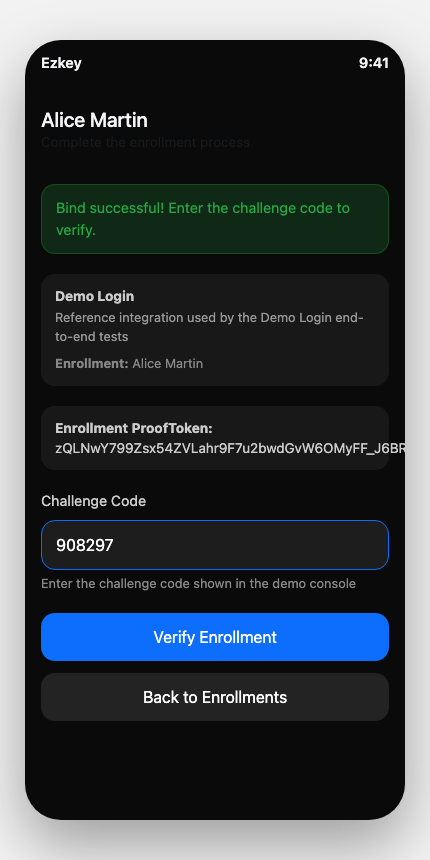 Ezkey 9:41
Alice Martin
Complete the enrollment process
Bind successful! Enter the challenge code to
verify.
Demo Login
Reference integration used by the Demo Login end-
to-end tests
Enrollment: Alice Martin
Enrollment ProofToken:
zQLNwY799Zsx54ZVLahr9F7u2bwdGvW6OMyFF_J6BR
Challenge Code
908297
Enter the challenge code shown in the demo console
Verify Enrollment
Back to Enrollments